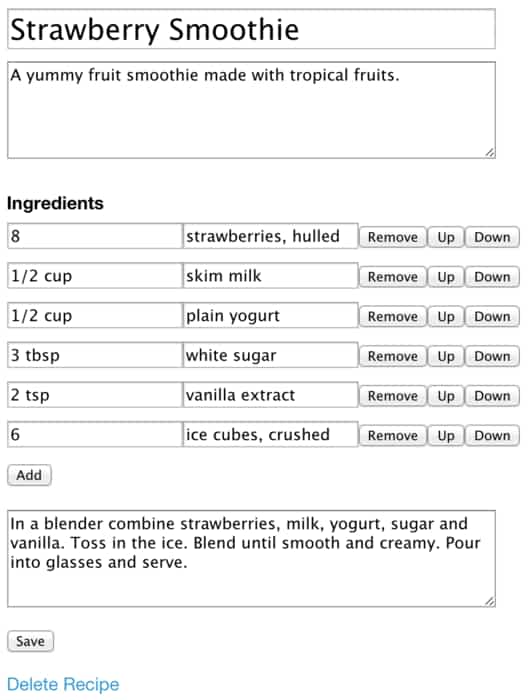 Strawberry Smoothie
A yummy fruit smoothie made with tropical fruits.
Ingredients
8 strawberries, hulled Remove Up Down
1/2 cup skim milk Remove Up Down
1/2 cup plain yogurt Remove Up Down
3 tbsp white sugar Remove Up Down
2 tsp vanilla extract Remove Up Down
6 ice cubes, crushed Remove Up Down
Add
In a blender combine strawberries, milk, yogurt, sugar and
vanilla. Toss in the ice. Blend until smooth and creamy. Pour
into glasses and serve.
Save
Delete Recipe